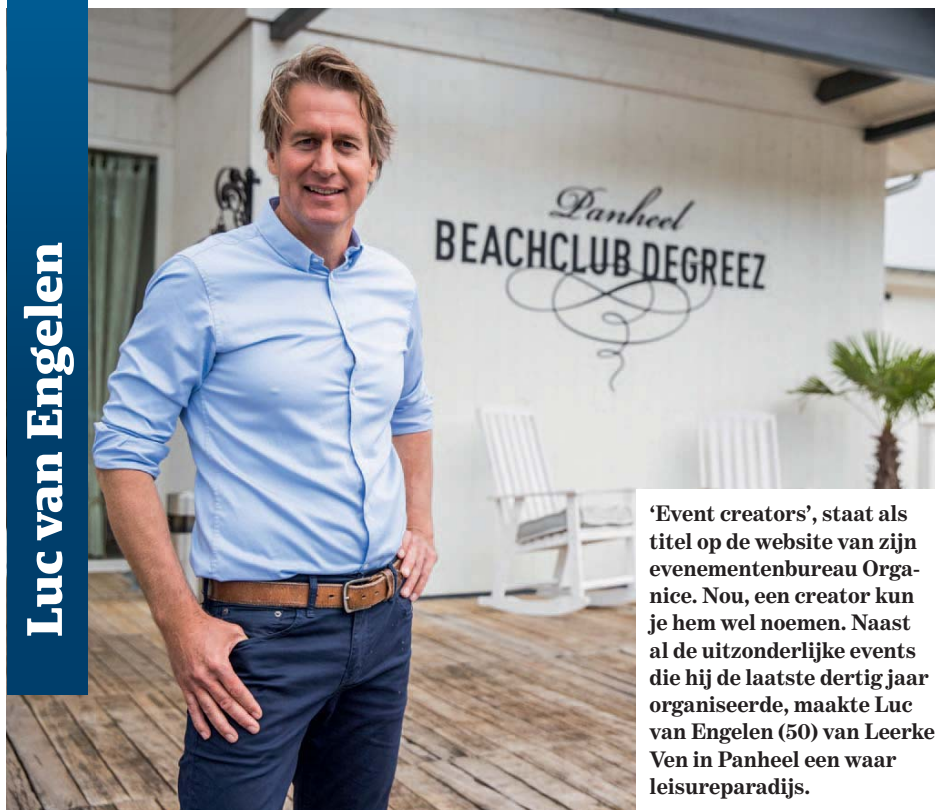 Luc van Engelen
Panheel
BEACHCLUB DEGREEZ
‘Event creators’, staat als
titel op de website van zijn
evenementenbureau Orga-
nice. Nou, een creator kun
je hem wel noemen. Naast
al de uitzonderlijke events
die hij de laatste dertig jaar
organiseerde, maakte Luc
van Engelen (50) van Leerke
Ven in Panheel een waar
leisureparadijs.